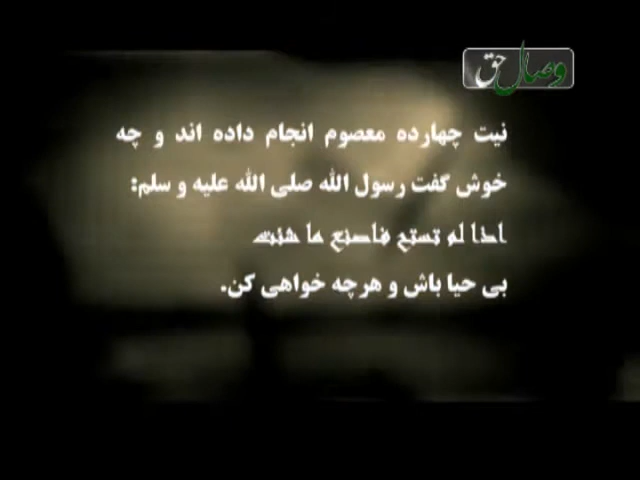 وصال حق
نیت چهارده معصوم انجام داده اند و چه
خوش گفت رسول الله صلی الله علیه و سلم:
اذا لم تستح فاصنع ما شئت
بی حیا باش و هرچه خواهی کن.